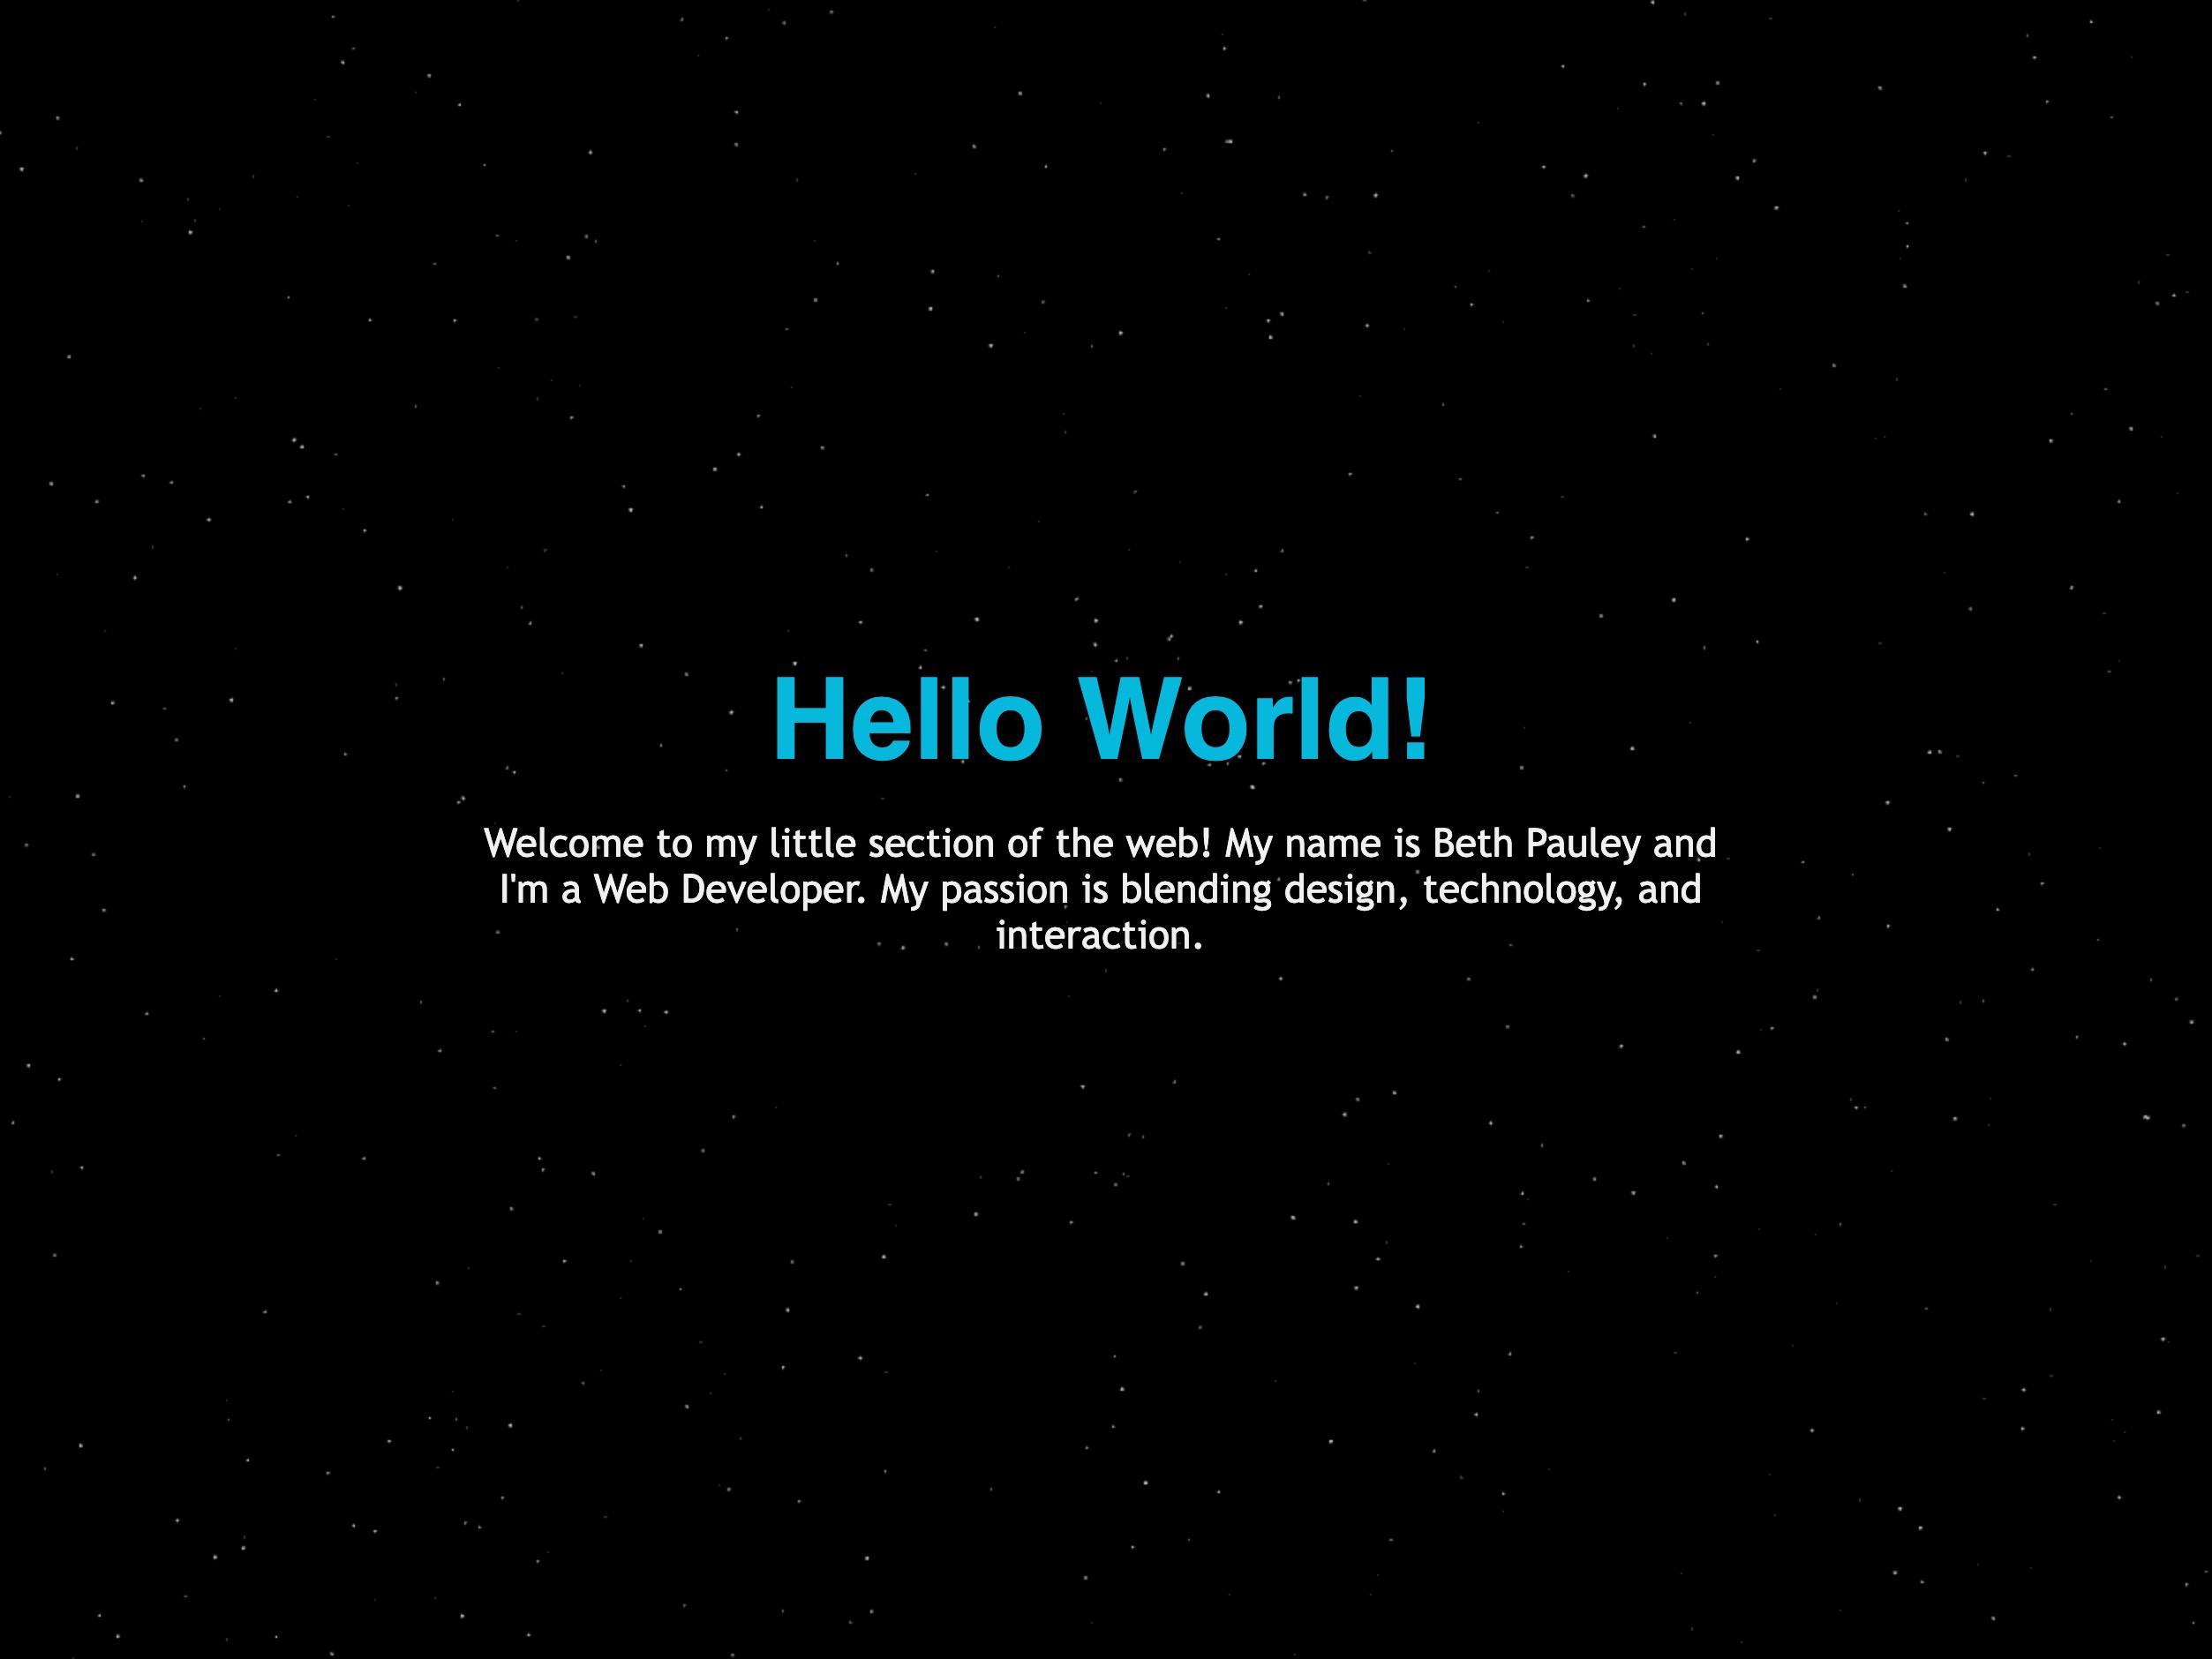 Hello World!
Welcome to my little section of the web! My name is Beth Pauley and
I'm a Web Developer. My passion is blending design, technology, and
interaction.